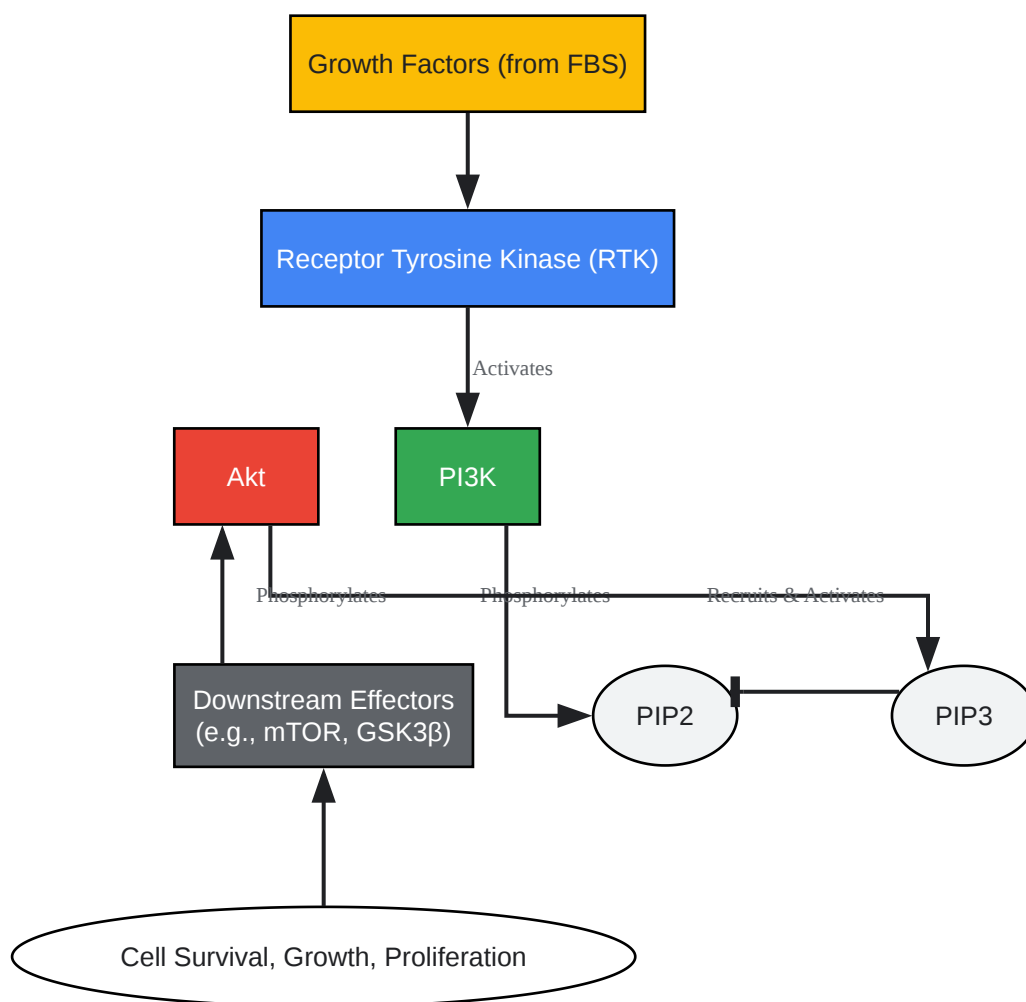 Growth Factors (from FBS)
Receptor Tyrosine Kinase (RTK)
Activates
Akt
PI3K
Phosphorylates
Phosphorylates
Recruits & Activates
Downstream Effectors
(e.g., mTOR, GSK3β)
PIP2
PIP3
Cell Survival, Growth, Proliferation